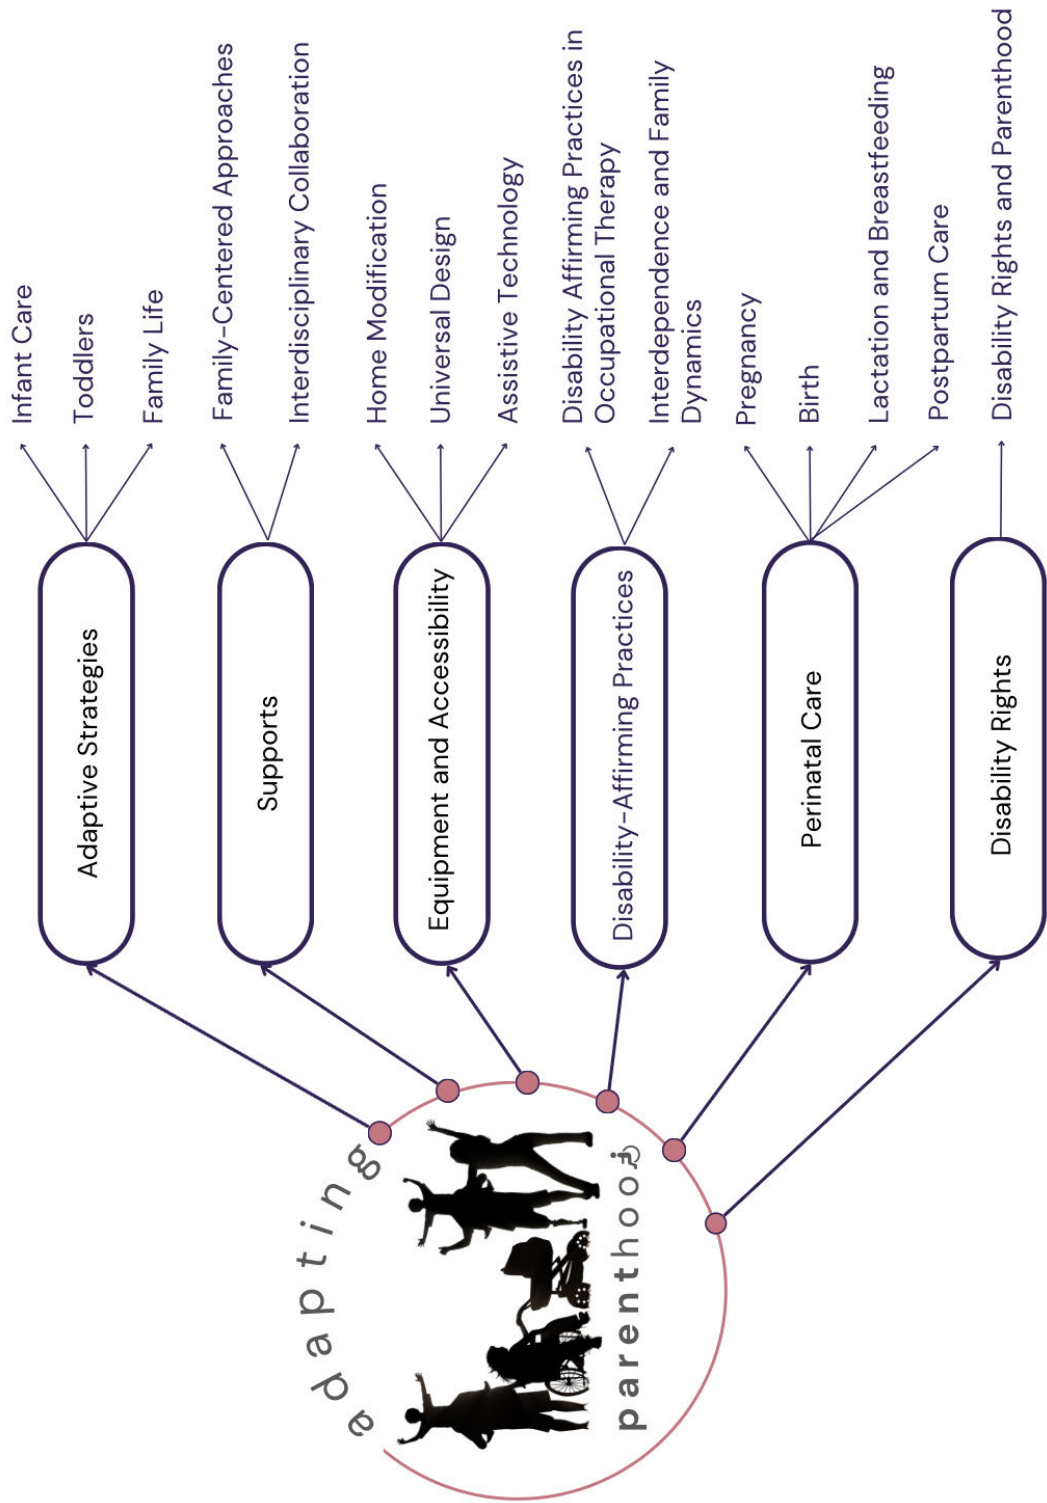 adapting
parenthood
Adaptive Strategies
Infant Care
Toddlers
Family Life
Supports
Family-Centered Approaches
Interdisciplinary Collaboration
Equipment and Accessibility
Home Modification
Universal Design
Assistive Technology
Disability-Affirming Practices
Disability Affirming Practices in
Occupational Therapy
Interdependence and Family
Dynamics
Perinatal Care
Pregnancy
Birth
Lactation and Breastfeeding
Postpartum Care
Disability Rights
Disability Rights and Parenthood